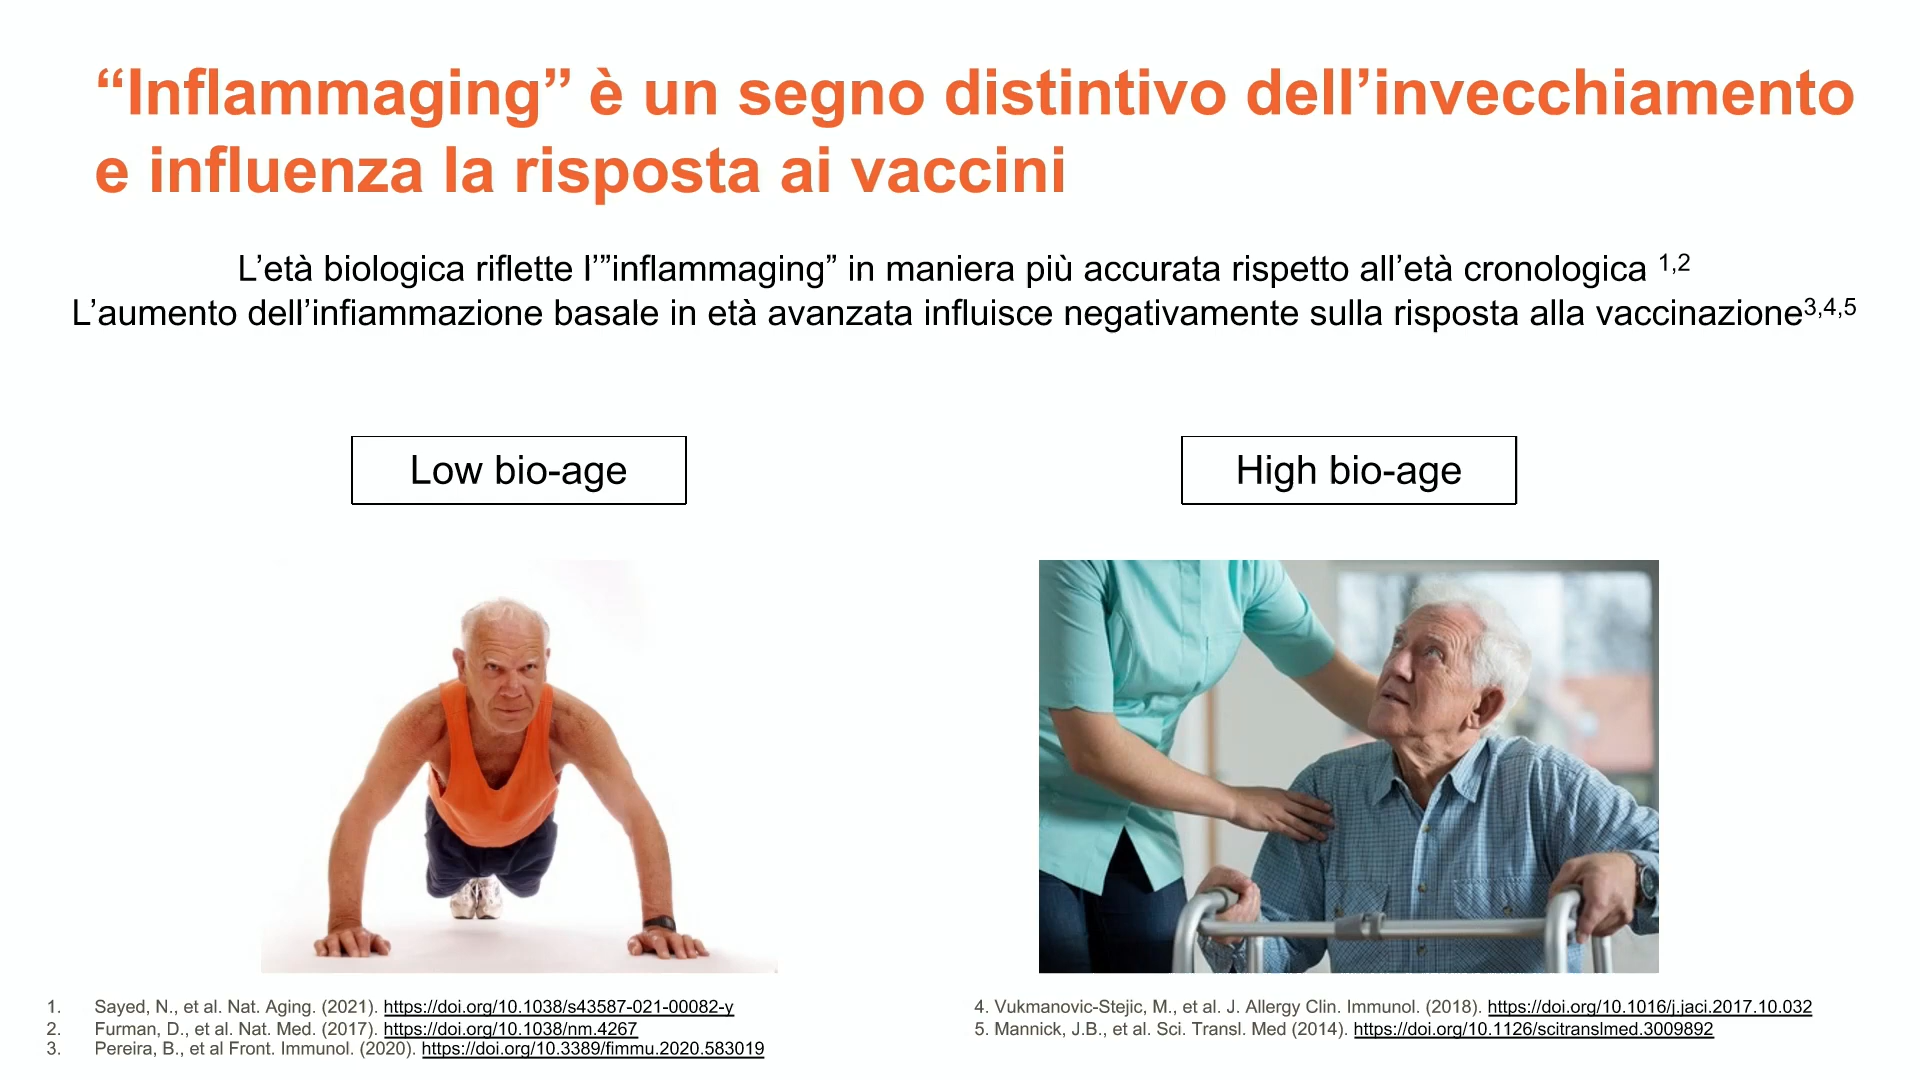 “Inflammaging” è un segno distintivo dell’invecchiamento
e influenza la risposta ai vaccini
L’età biologica riflette l’”inflammaging” in maniera più accurata rispetto all’età cronologica 1,2
L’aumento dell’infiammazione basale in età avanzata influisce negativamente sulla risposta alla vaccinazione3,4,5
Low bio-age
High bio-age
1. Sayed, N., et al. Nat. Aging. (2021). https://doi.org/10.1038/s43587-021-00082-y
2. Furman, D., et al. Nat. Med. (2017). https://doi.org/10.1038/nm.4267
3. Pereira, B., et al Front. Immunol. (2020). https://doi.org/10.3389/fimmu.2020.583019
4. Vukmanovic-Stejic, M., et al. J. Allergy Clin. Immunol. (2018). https://doi.org/10.1016/j.jaci.2017.10.032
5. Mannick, J.B., et al. Sci. Transl. Med (2014). https://doi.org/10.1126/scitranslmed.3009892